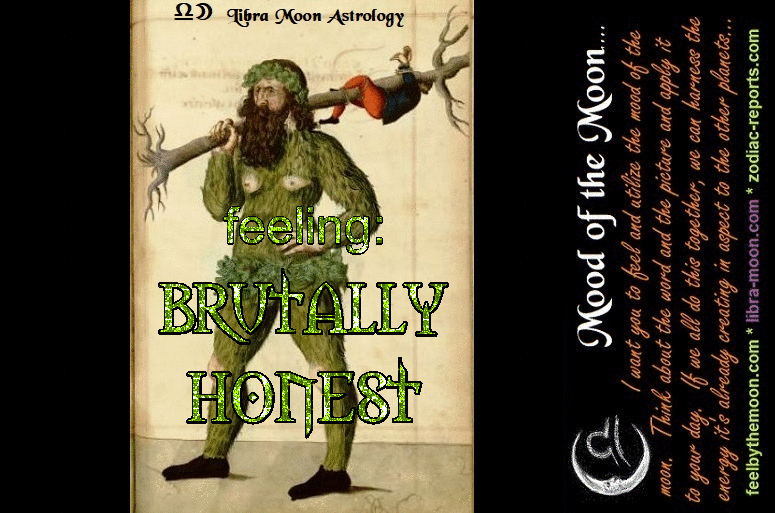 ♎☽ Libra Moon Astrology
feeling:
BRUTALLY
HONEST
Mood of the Moon....
I want you to feel and utilize the mood of the
moon. Think about the word and the picture and apply it
to your day. If we all do this together, we can harness the
energy it's already creating in aspect to the other planets...
feelbythemoon.com * libra-moon.com * zodiac-reports.com